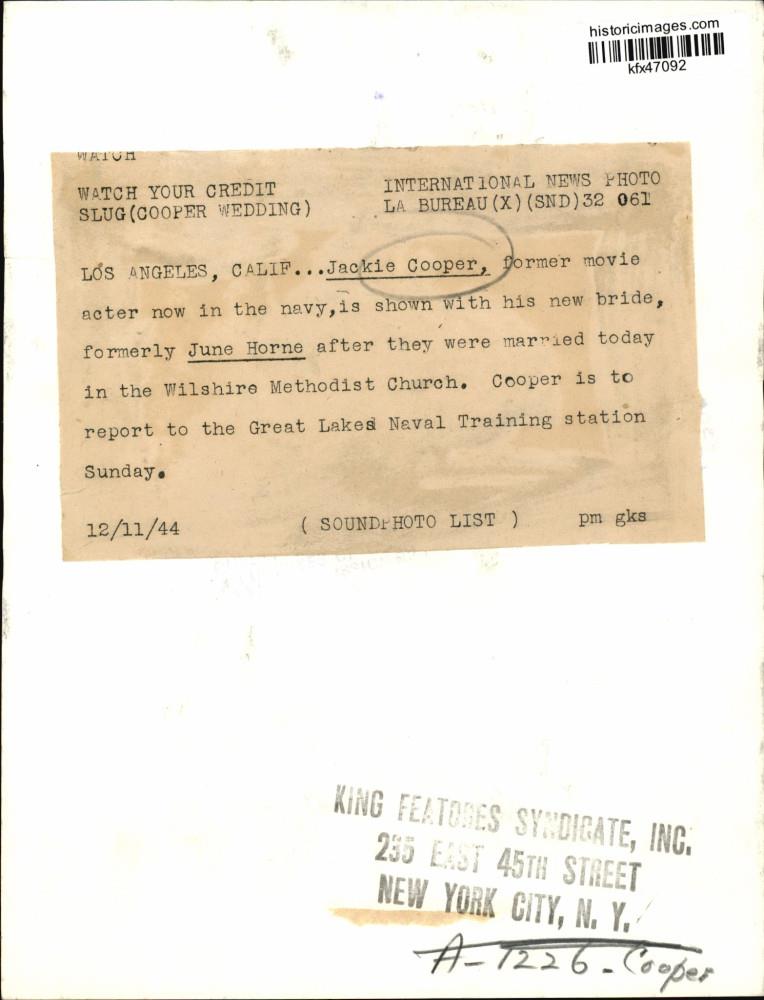 historicimages.com
kfx47092
WATCH
WATCH YOUR CREDIT
SLUG(COOPER WEDDING)
INTERNATIONAL NEWS PHOTO
LA BUREAU(X)(SND)32 061
LOS ANGELES, CALIF...Jackie Cooper, former movie
acter now in the navy,is shown with his new bride,
formerly June Horne after they were married today
in the Wilshire Methodist Church. Cooper is to
report to the Great Lakes Naval Training station
Sunday.
12/11/44 ( SOUNDPHOTO LIST ) pm gks
KING FEATURES SYNDICATE, INC.
235 EAST 45TH STREET
NEW YORK CITY, N. Y.
A-1226-Cooper